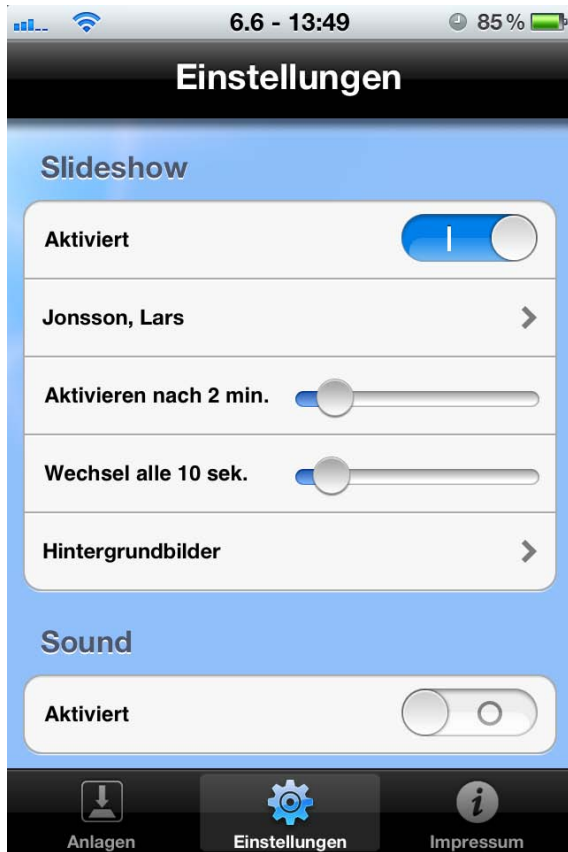 6.6 - 13:49 85 %
Einstellungen
Slideshow
Aktiviert
Jonsson, Lars
Aktivieren nach 2 min.
Wechsel alle 10 sek.
Hintergrundbilder
Sound
Aktiviert
Anlagen Einstellungen Impressum